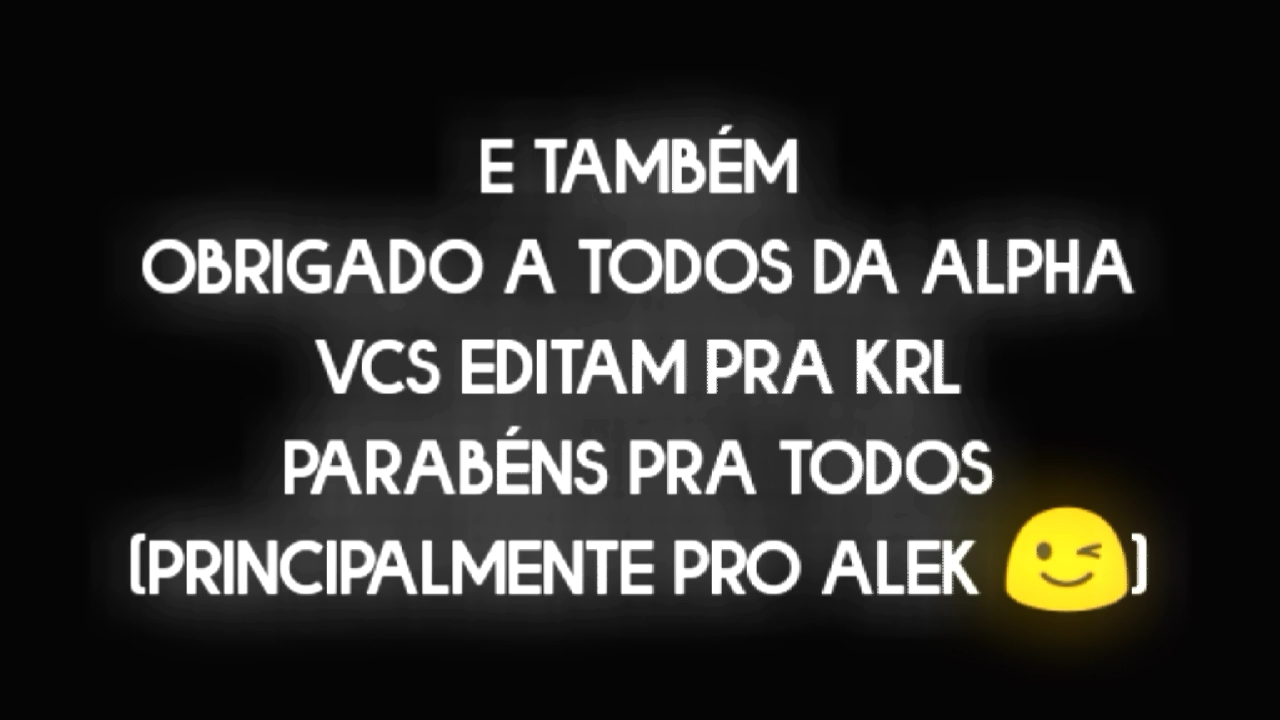 E TAMBÉM
OBRIGADO A TODOS DA ALPHA
VCS EDITAM PRA KRL
PARABÉNS PRA TODOS
(PRINCIPALMENTE PRO ALEK 😉)